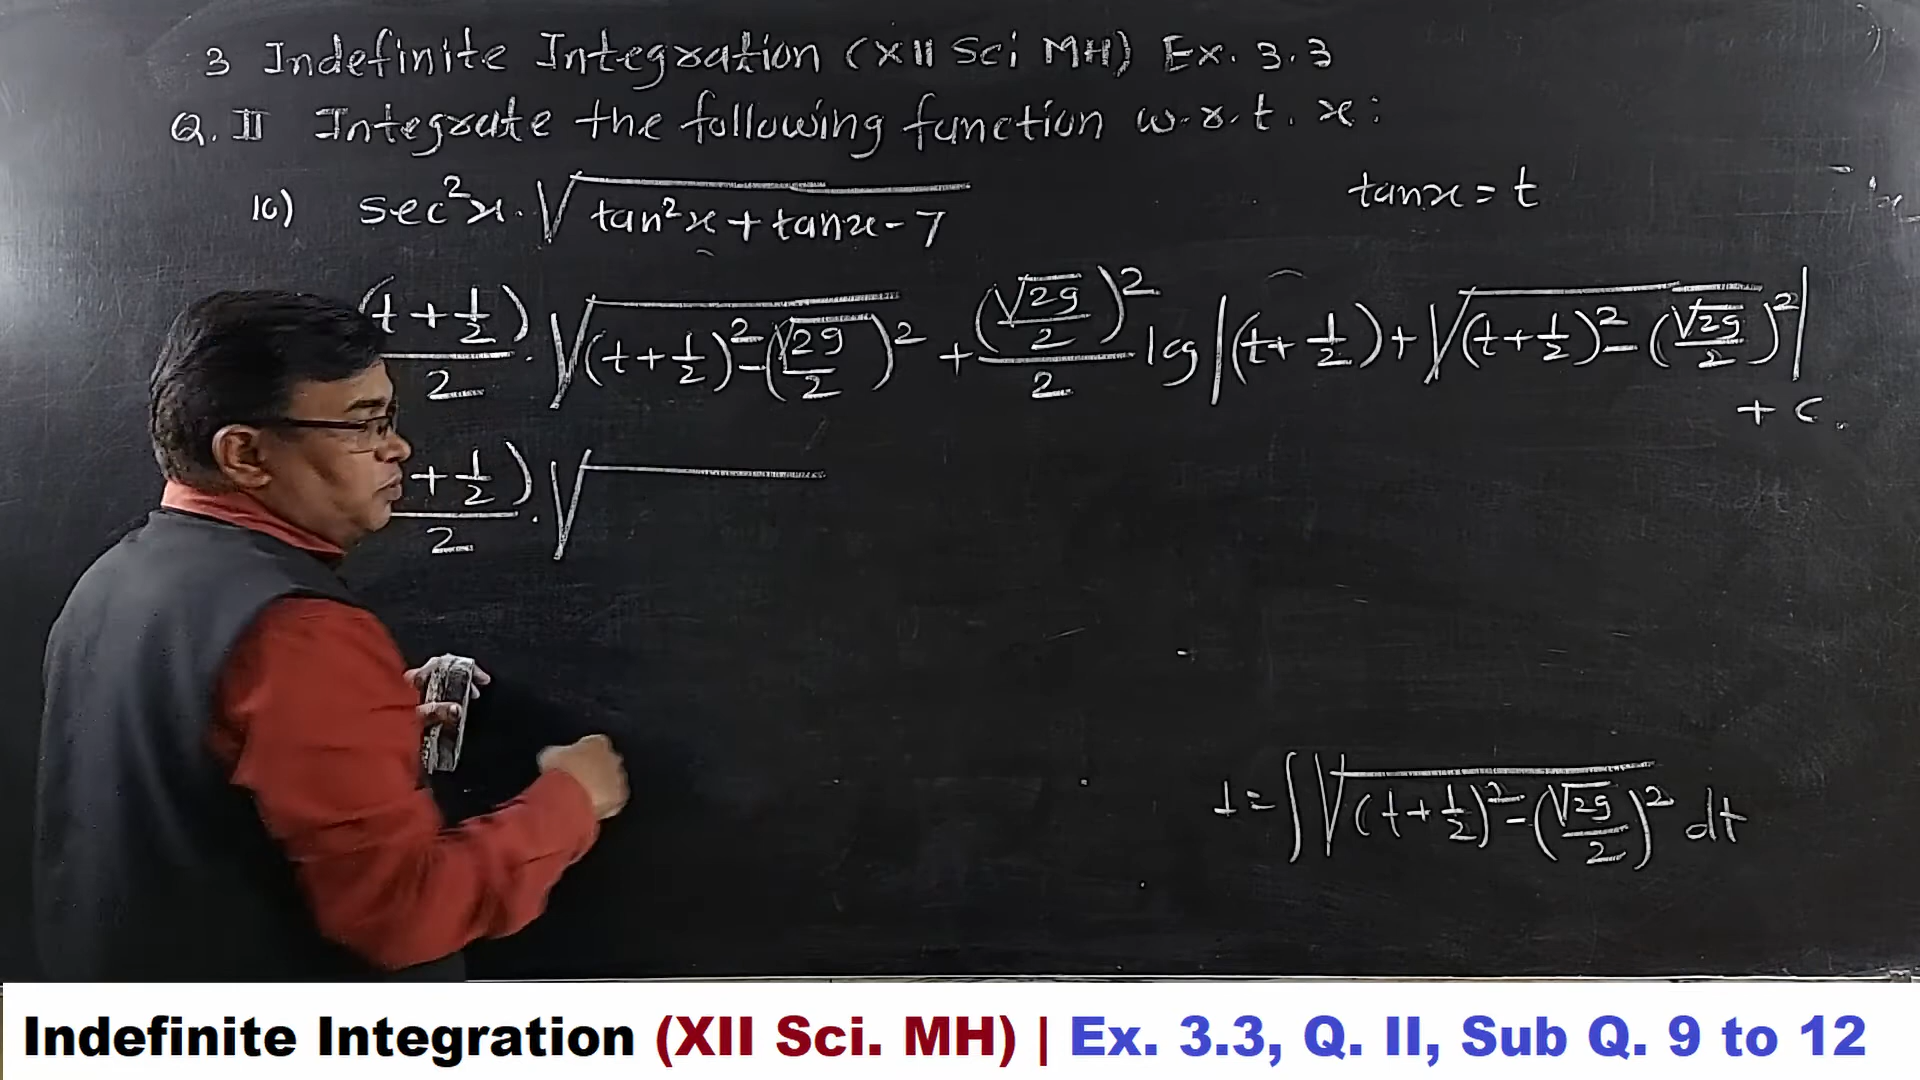 3 Indefinite Integration (XII Sci MH) Ex. 3.3
Q. II Integrate the following function w.r.t. x:
10) sec²x·√(tan²x + tanx - 7)
tanx = t
(t + 1/2)/2 · √((t + 1/2)² - (√29/2)²) + (√29/2)²/2 log|(t + 1/2) + √((t + 1/2)² - (√29/2)²)|
+ c.
+ 1/2)/2 · √
I = ∫√((t + 1/2)² - (√29/2)²) dt
Indefinite Integration (XII Sci. MH) | Ex. 3.3, Q. II, Sub Q. 9 to 12